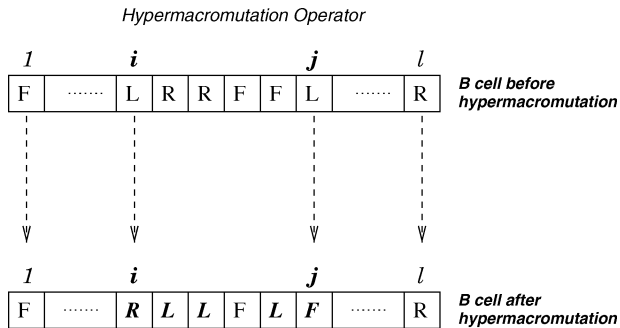 Hypermacromutation Operator
1 i j l
F ....... L R R F F L ....... R
B cell before
hypermacromutation
1 i j l
F ....... R L L F L F ....... R
B cell after
hypermacromutation